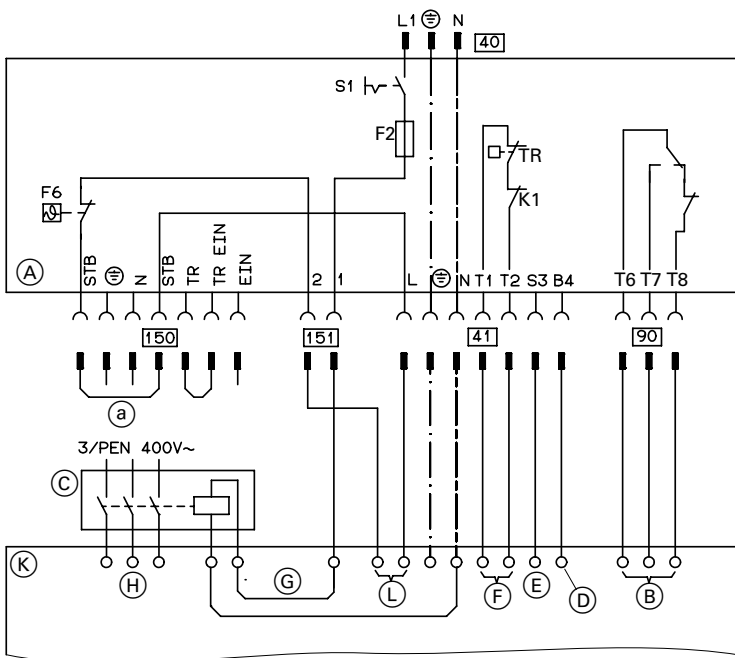 L1 ⏚ N 40
S1
F2
TR
K1
F6
A
STB ⏚ N STB TR TR EIN EIN 2 1 L ⏚ N T1 T2 S3 B4 T6 T7 T8
150 151 41 90
a
3/PEN 400V~
C
K
H G L F E D B